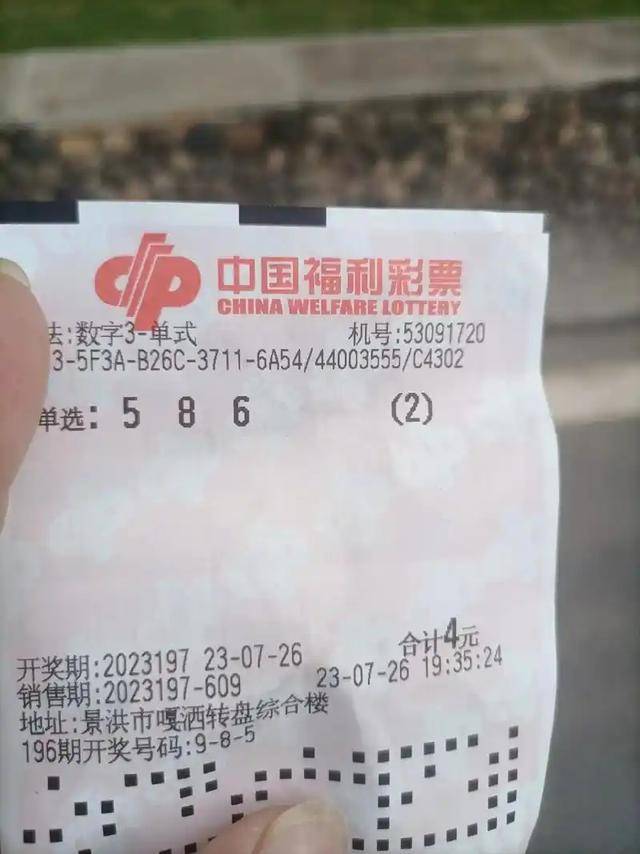 中国福利彩票
CHINA WELFARE LOTTERY
法:数字3-单式 机号:53091720
3-5F3A-B26C-3711-6A54/44003555/C4302
单选: 5 8 6 (2)
合计4元
开奖期:2023197 23-07-26
销售期:2023197-609 23-07-26 19:35:24
地址:景洪市嘎洒转盘综合楼
196期开奖号码:9-8-5